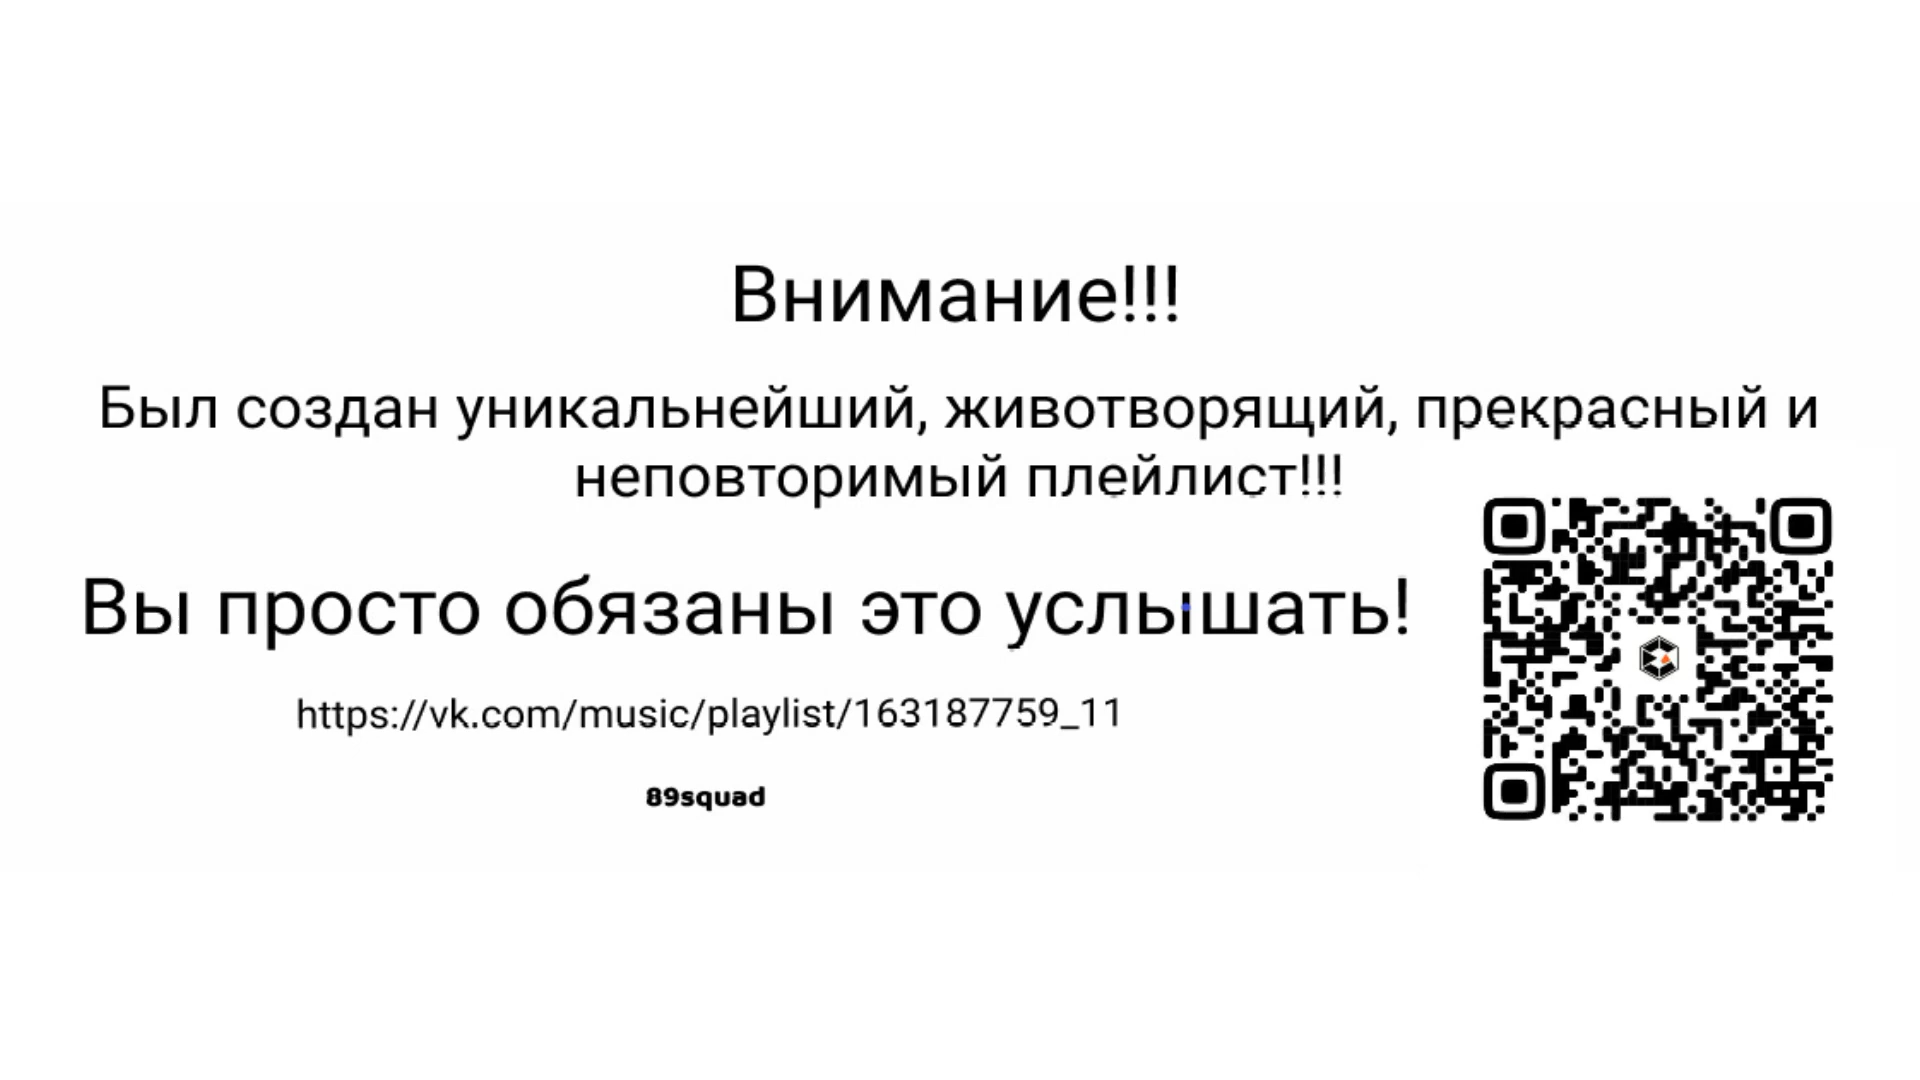 Внимание!!!
Был создан уникальнейший, животворящий, прекрасный и
неповторимый плейлист!!!
Вы просто обязаны это услышать!
https://vk.com/music/playlist/163187759_11
89squad